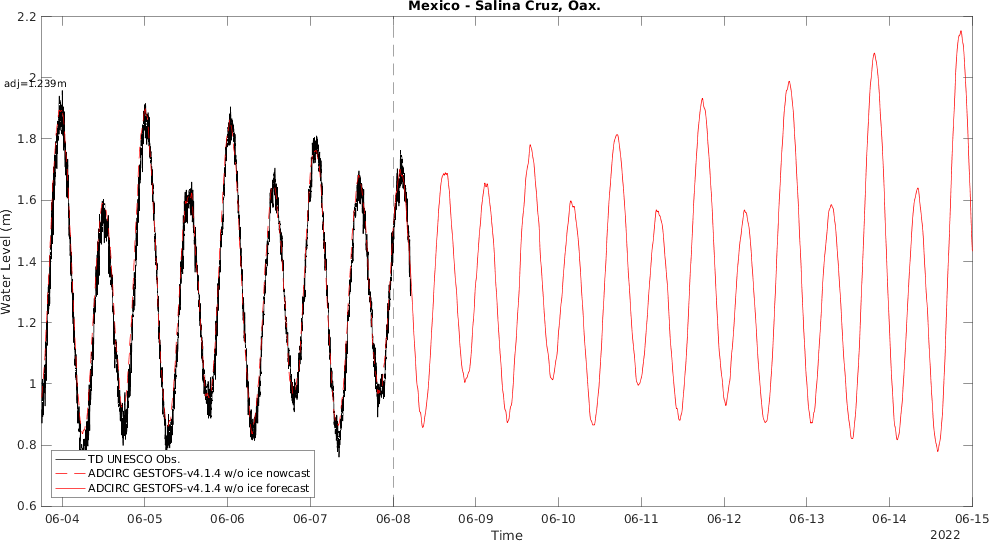 Mexico - Salina Cruz, Oax.
2.2
adj=1.239m
2
1.8
1.6
1.4
1.2
1
0.8
0.6
Water Level (m)
TD UNESCO Obs.
ADCIRC GESTOFS-v4.1.4 w/o ice nowcast
ADCIRC GESTOFS-v4.1.4 w/o ice forecast
06-04 06-05 06-06 06-07 06-08 06-09 06-10 06-11 06-12 06-13 06-14 06-15
Time
2022